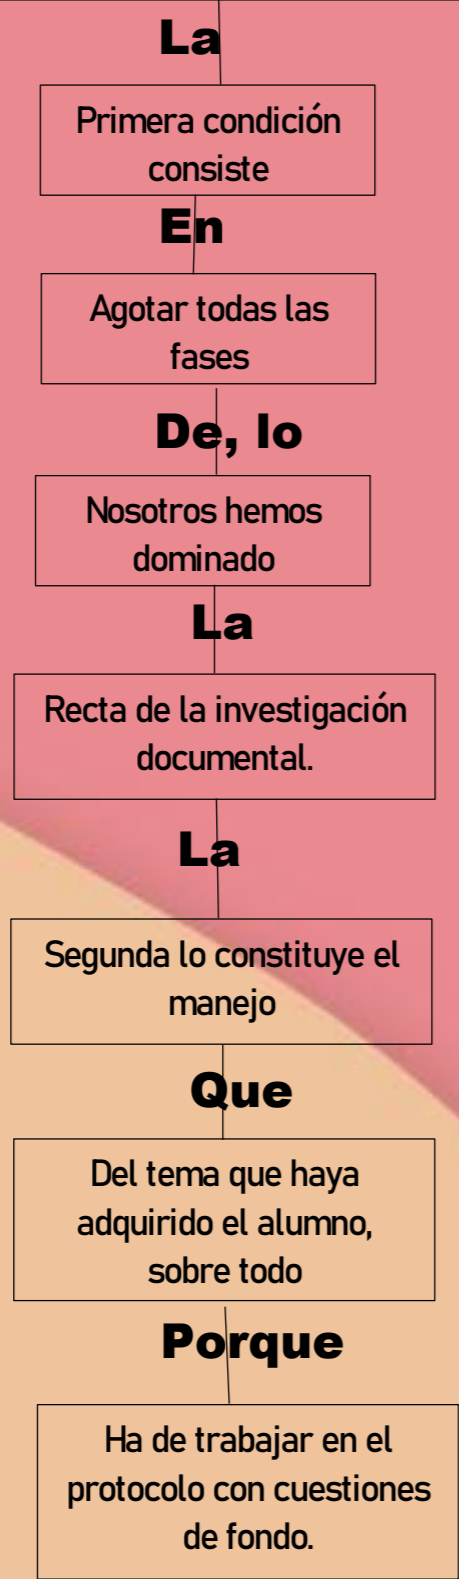 La
Primera condición
consiste
En
Agotar todas las
fases
De, lo
Nosotros hemos
dominado
La
Recta de la investigación
documental.
La
Segunda lo constituye el
manejo
Que
Del tema que haya
adquirido el alumno,
sobre todo
Porque
Ha de trabajar en el
protocolo con cuestiones
de fondo.